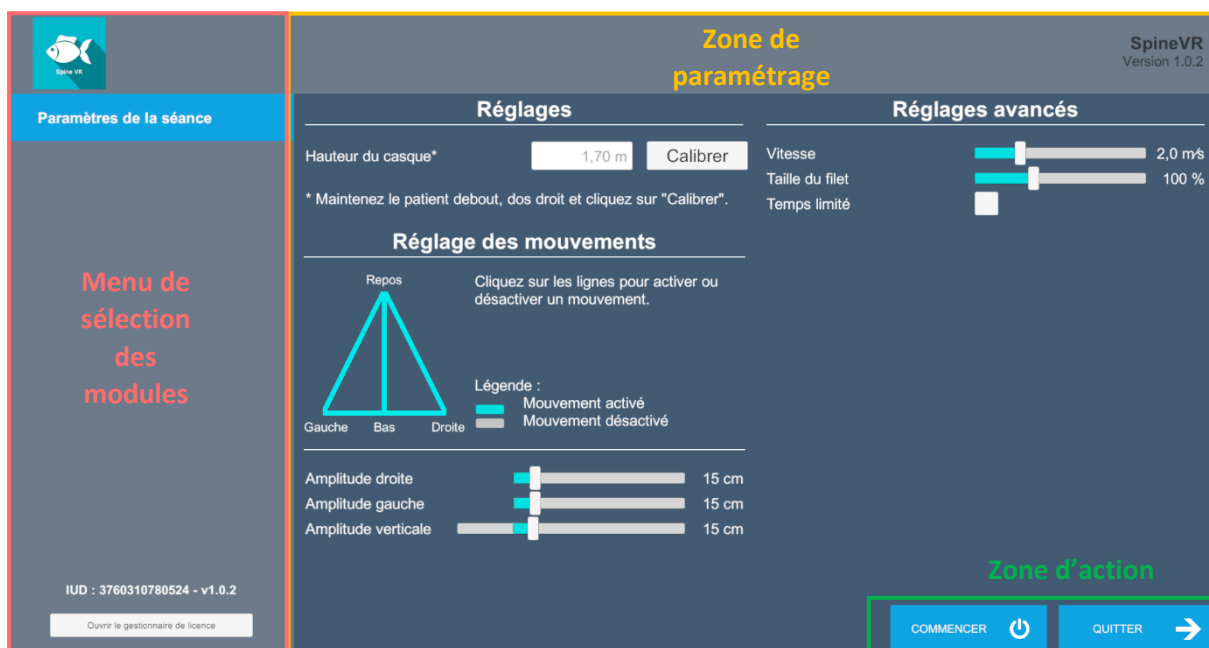 Spine VR
Zone de
paramétrage
SpineVR
Version 1.0.2
Paramètres de la séance
Menu de
sélection
des
modules
IUD : 3760310780524 - v1.0.2
Ouvrir le gestionnaire de licence
Réglages
Hauteur du casque* 1,70 m Calibrer
* Maintenez le patient debout, dos droit et cliquez sur "Calibrer".
Réglage des mouvements
Repos
Cliquez sur les lignes pour activer ou
désactiver un mouvement.
Légende :
Mouvement activé
Mouvement désactivé
Gauche Bas Droite
Amplitude droite 15 cm
Amplitude gauche 15 cm
Amplitude verticale 15 cm
Réglages avancés
Vitesse 2,0 m/s
Taille du filet 100 %
Temps limité
Zone d’action
COMMENCER QUITTER